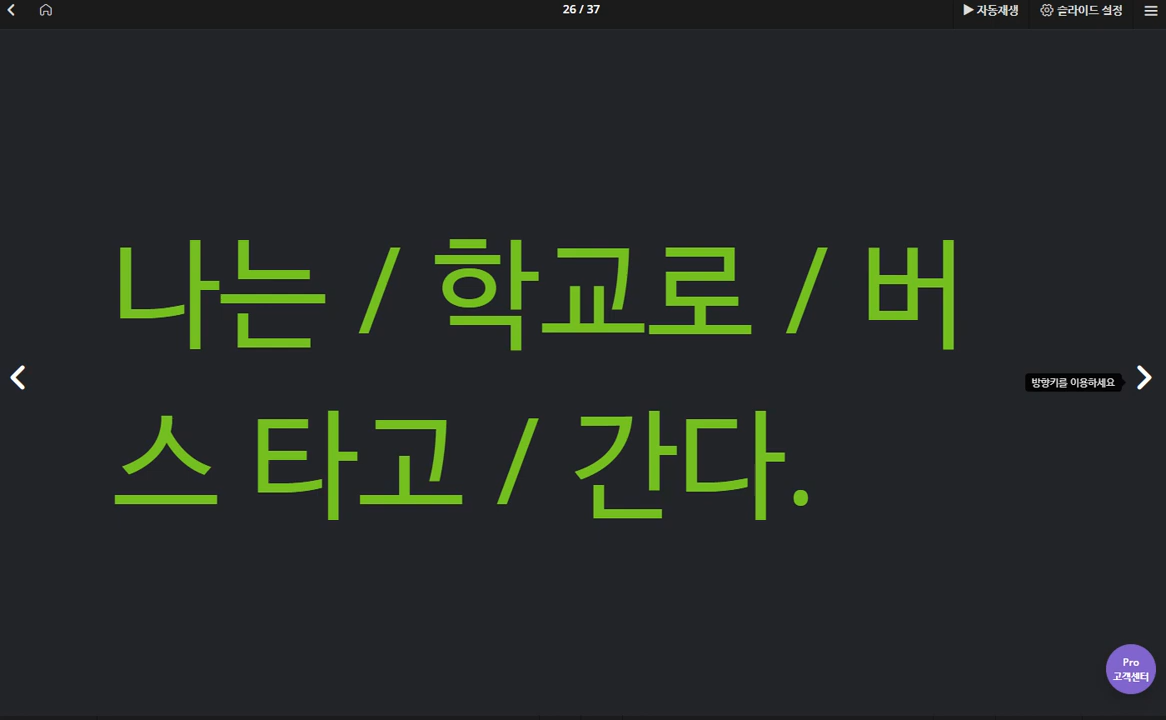 26 / 37
자동재생
슬라이드 설정
나는 / 학교로 / 버
스 타고 / 간다.
방향키를 이용하세요
Pro
고객센터